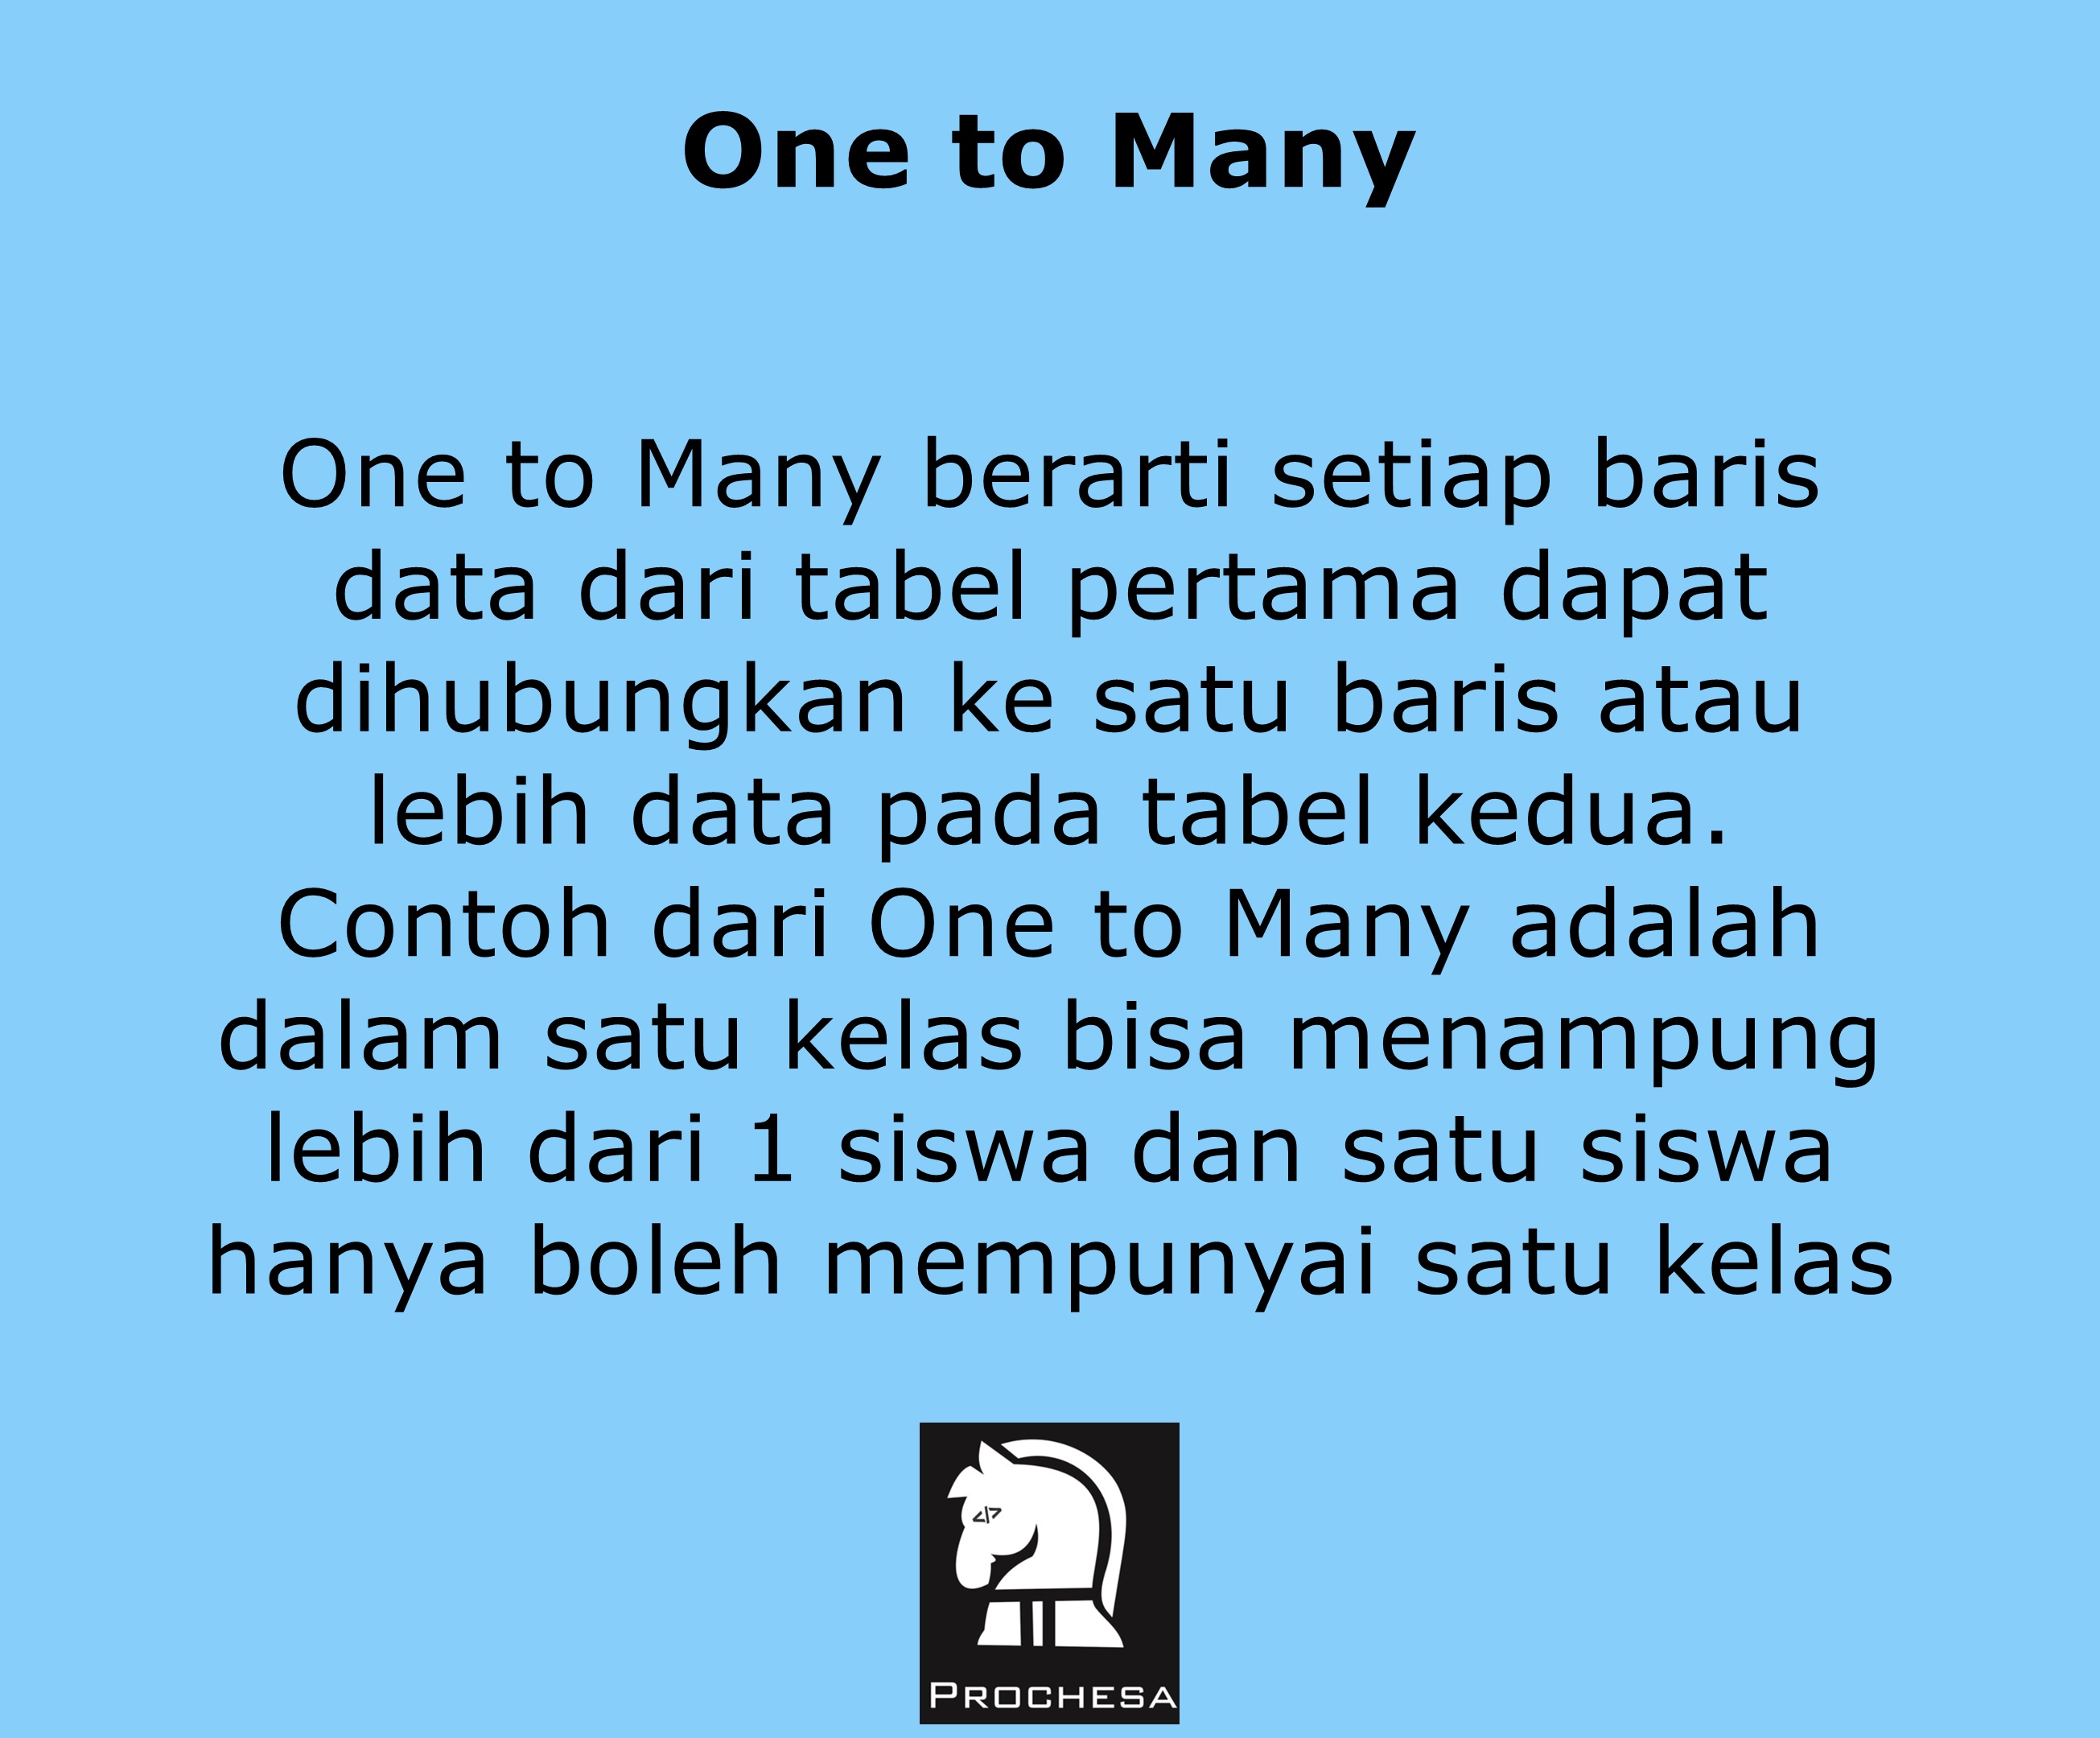 One to Many
One to Many berarti setiap baris
data dari tabel pertama dapat
dihubungkan ke satu baris atau
lebih data pada tabel kedua.
Contoh dari One to Many adalah
dalam satu kelas bisa menampung
lebih dari 1 siswa dan satu siswa
hanya boleh mempunyai satu kelas
</>
PROCHESA